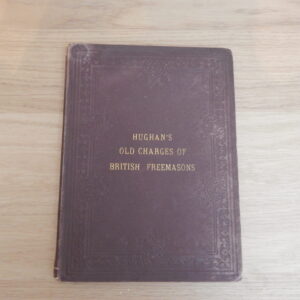 HUGHAN'S
OLD CHARGES OF
BRITISH FREEMASONS